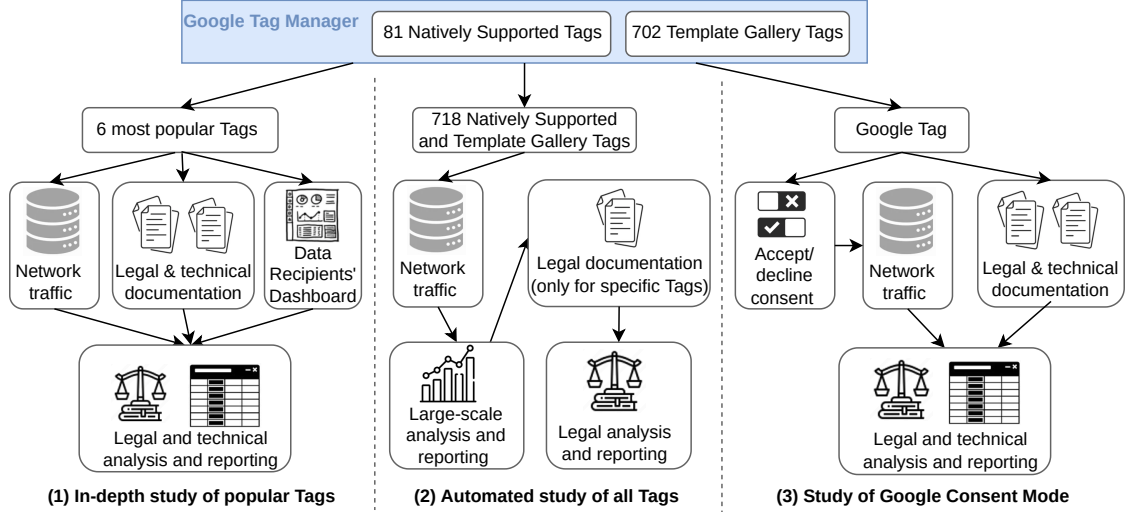 Google Tag Manager
81 Natively Supported Tags
702 Template Gallery Tags
6 most popular Tags
Network
traffic
Legal & technical
documentation
Data
Recipients'
Dashboard
Legal and technical
analysis and reporting
(1) In-depth study of popular Tags
718 Natively Supported
and Template Gallery Tags
Network
traffic
Legal documentation
(only for specific Tags)
Large-scale
analysis and
reporting
Legal analysis
and reporting
(2) Automated study of all Tags
Google Tag
Accept/
decline
consent
Network
traffic
Legal & technical
documentation
Legal and technical
analysis and reporting
(3) Study of Google Consent Mode